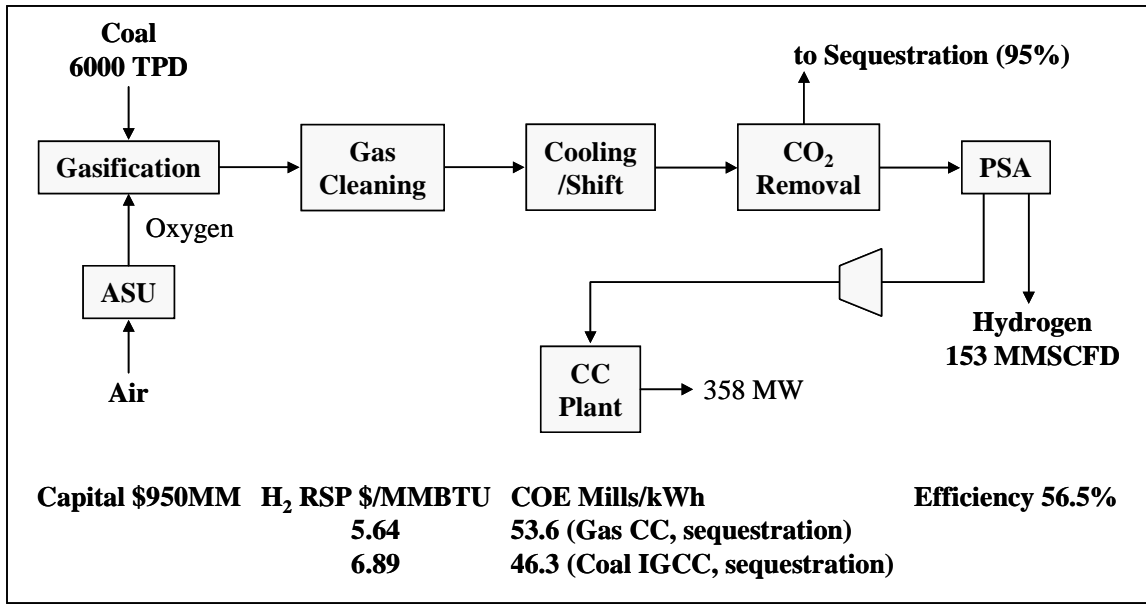 Coal
6000 TPD
to Sequestration (95%)
Gasification
Gas
Cleaning
Cooling
/Shift
CO₂
Removal
PSA
Oxygen
ASU
Air
Hydrogen
153 MMSCFD
CC
Plant
358 MW
Capital $950MM H₂ RSP $/MMBTU COE Mills/kWh Efficiency 56.5%
5.64 53.6 (Gas CC, sequestration)
6.89 46.3 (Coal IGCC, sequestration)